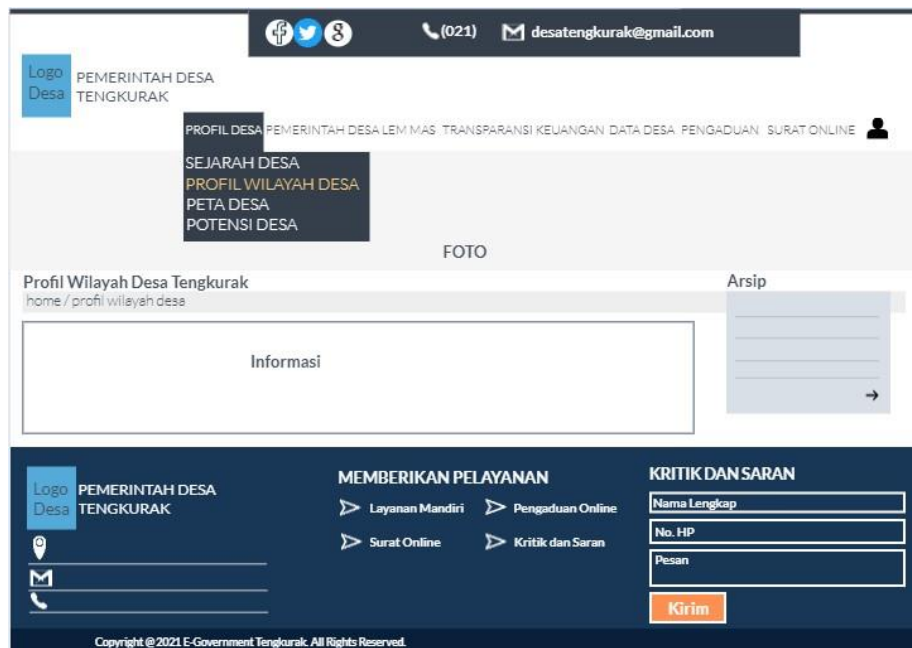 (021) desatengkurak@gmail.com
Logo
Desa
PEMERINTAH DESA
TENGKURAK
PROFIL DESA PEMERINTAH DESA LEM MAS TRANSPARANSI KEUANGAN DATA DESA PENGADUAN SURAT ONLINE
SEJARAH DESA
PROFIL WILAYAH DESA
PETA DESA
POTENSI DESA
FOTO
Profil Wilayah Desa Tengkurak
home / profil wilayah desa
Arsip
Informasi
Logo
Desa
PEMERINTAH DESA
TENGKURAK
MEMBERIKAN PELAYANAN
Layanan Mandiri Pengaduan Online
Surat Online Kritik dan Saran
KRITIK DAN SARAN
Nama Lengkap
No. HP
Pesan
Kirim
Copyright @ 2021 E-Government Tengkurak. All Rights Reserved.